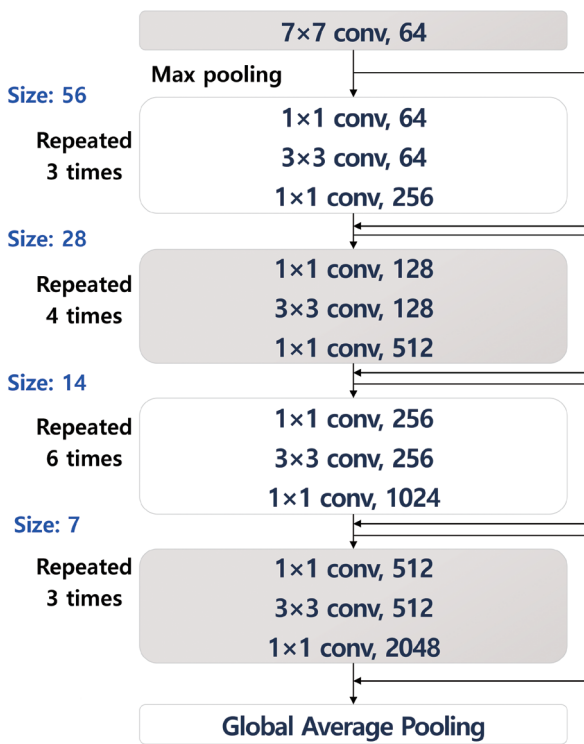 7×7 conv, 64
Max pooling
Size: 56
Repeated
3 times
1×1 conv, 64
3×3 conv, 64
1×1 conv, 256
Size: 28
Repeated
4 times
1×1 conv, 128
3×3 conv, 128
1×1 conv, 512
Size: 14
Repeated
6 times
1×1 conv, 256
3×3 conv, 256
1×1 conv, 1024
Size: 7
Repeated
3 times
1×1 conv, 512
3×3 conv, 512
1×1 conv, 2048
Global Average Pooling